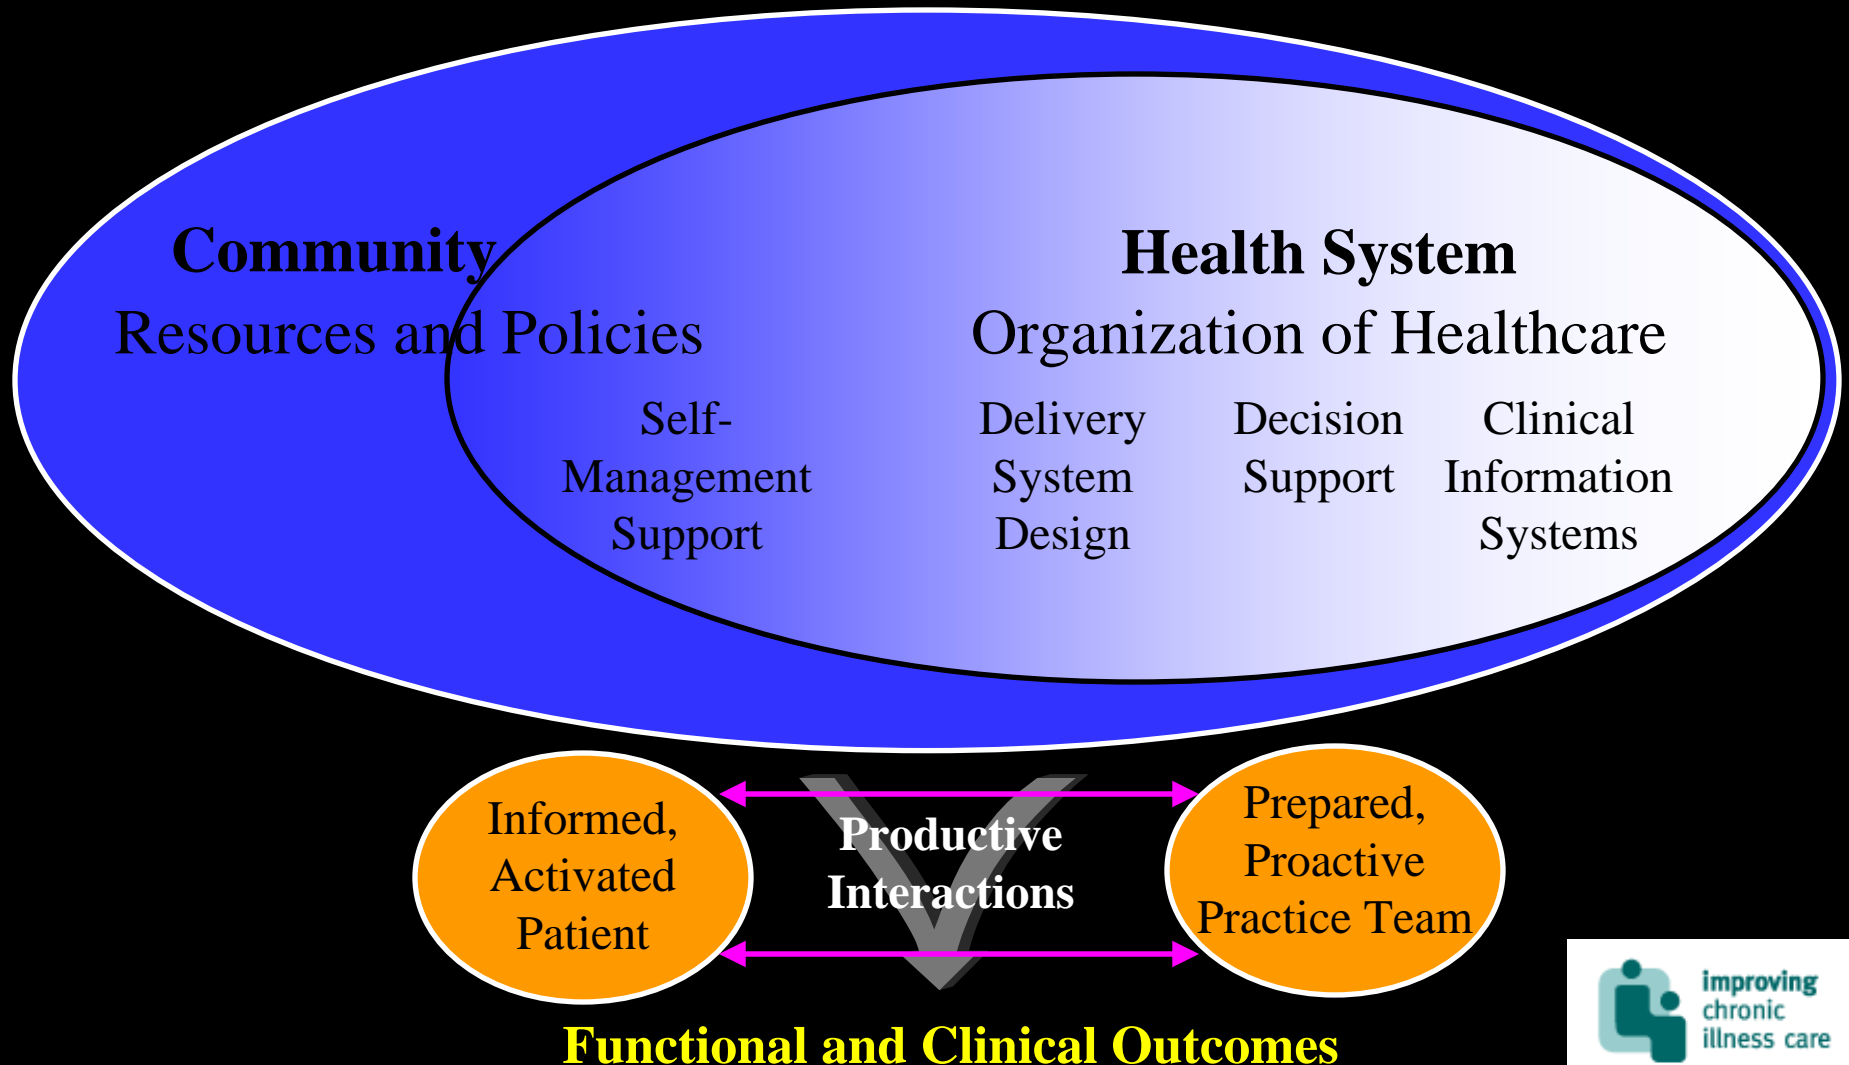 Community
Resources and Policies
Health System
Organization of Healthcare
Self-
Management
Support
Delivery
System
Design
Decision
Support
Clinical
Information
Systems
Informed,
Activated
Patient
Productive
Interactions
Prepared,
Proactive
Practice Team
Functional and Clinical Outcomes
improving
chronic
illness care